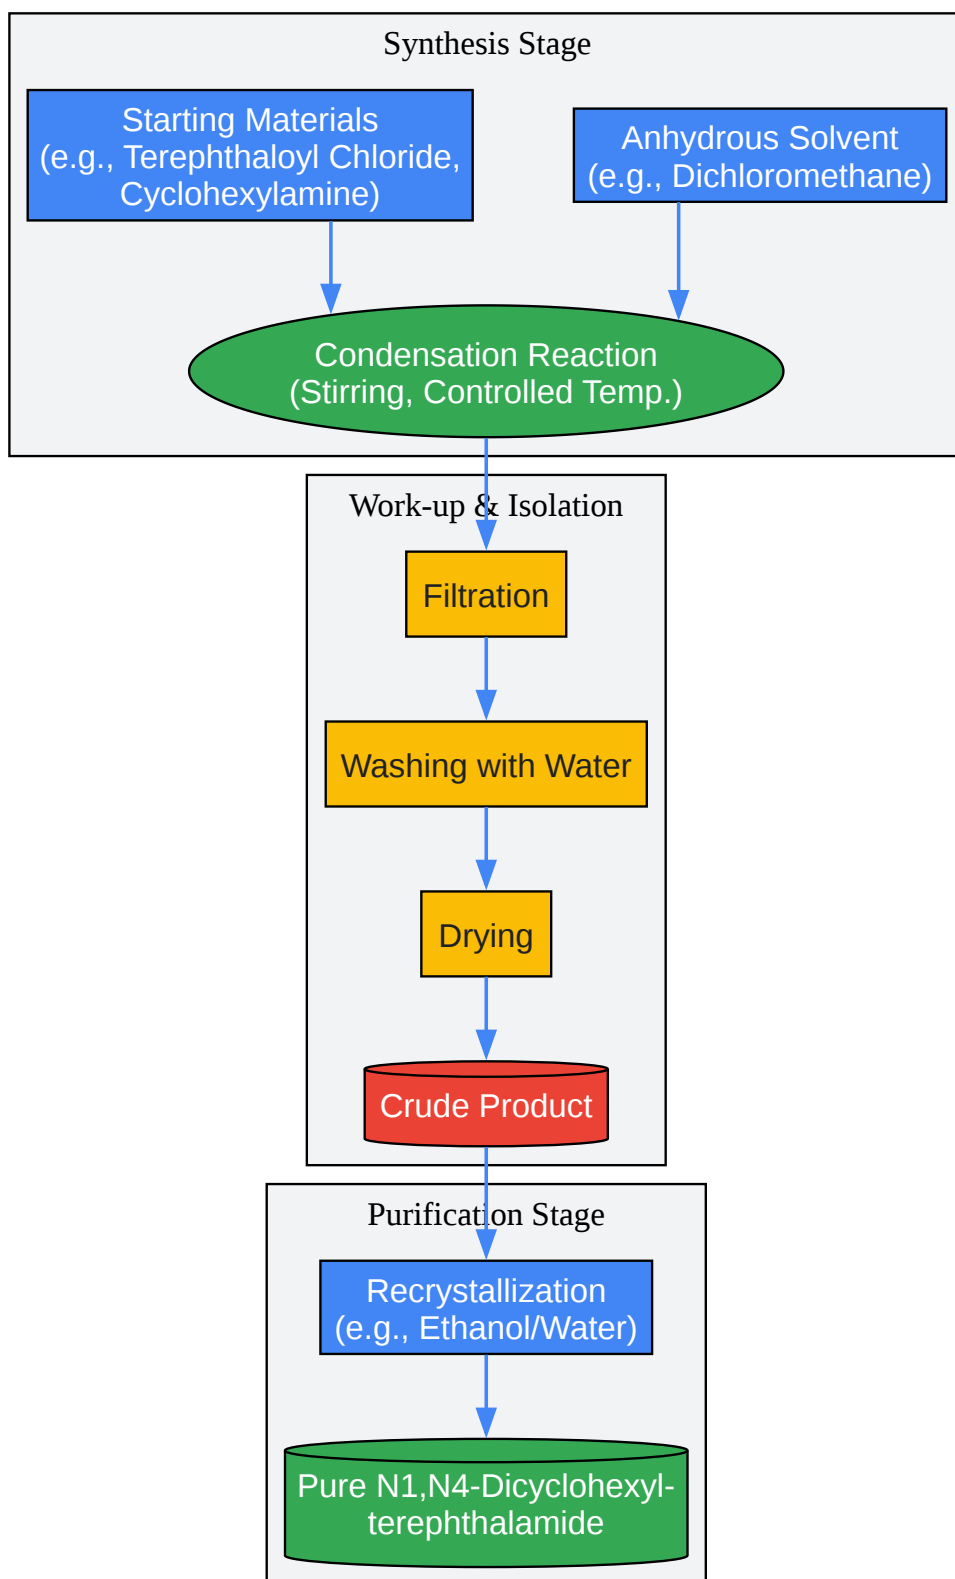 Synthesis Stage
Starting Materials
(e.g., Terephthaloyl Chloride,
Cyclohexylamine)
Anhydrous Solvent
(e.g., Dichloromethane)
Condensation Reaction
(Stirring, Controlled Temp.)
Work-up & Isolation
Filtration
Washing with Water
Drying
Crude Product
Purification Stage
Recrystallization
(e.g., Ethanol/Water)
Pure N1,N4-Dicyclohexyl-
terephthalamide